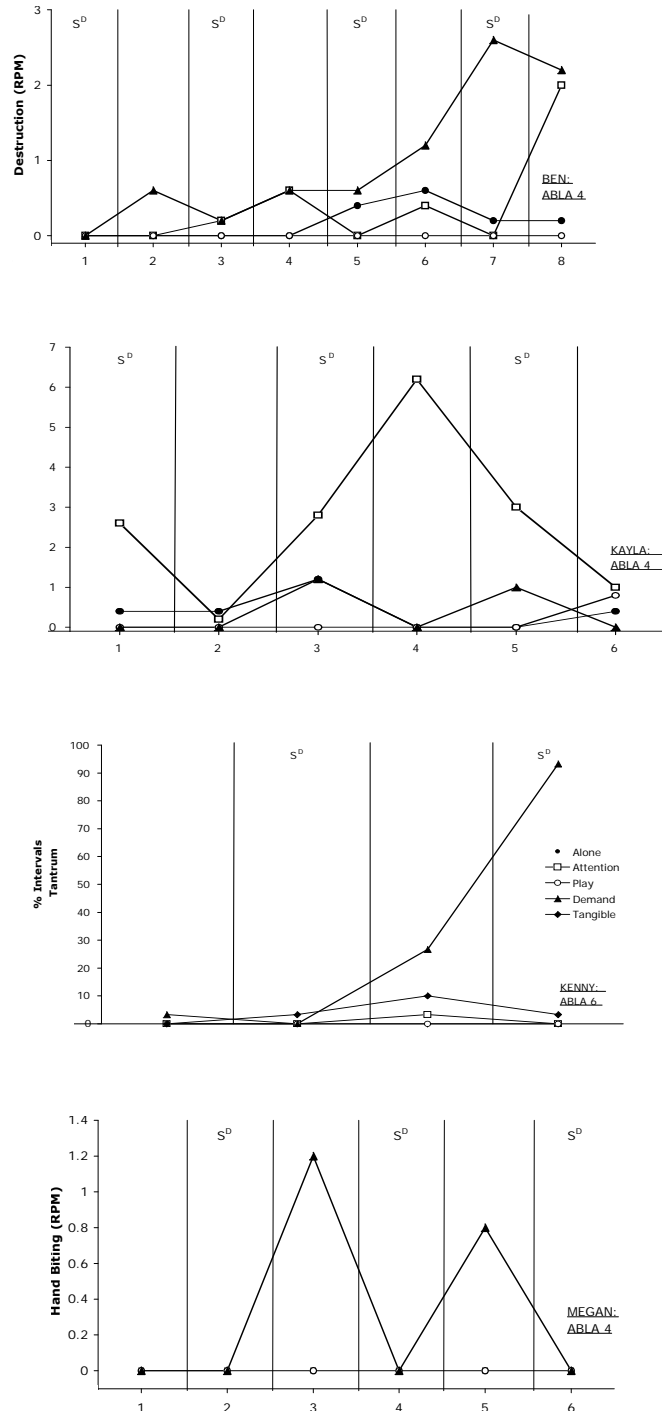 S^D S^D S^D S^D
3
2
1
0
Destruction (RPM)
BEN:
ABLA 4
1 2 3 4 5 6 7 8
7
6
5
4
3
2
1
0
S^D S^D S^D
KAYLA:
ABLA 4
1 2 3 4 5 6
100
90
80
70
60
50
40
30
20
10
0
% Intervals
Tantrum
S^D S^D
Alone
Attention
Play
Demand
Tangible
KENNY:
ABLA 6
1.4
1.2
1
0.8
0.6
0.4
0.2
0
Hand Biting (RPM)
S^D S^D S^D
MEGAN:
ABLA 4
1 2 3 4 5 6